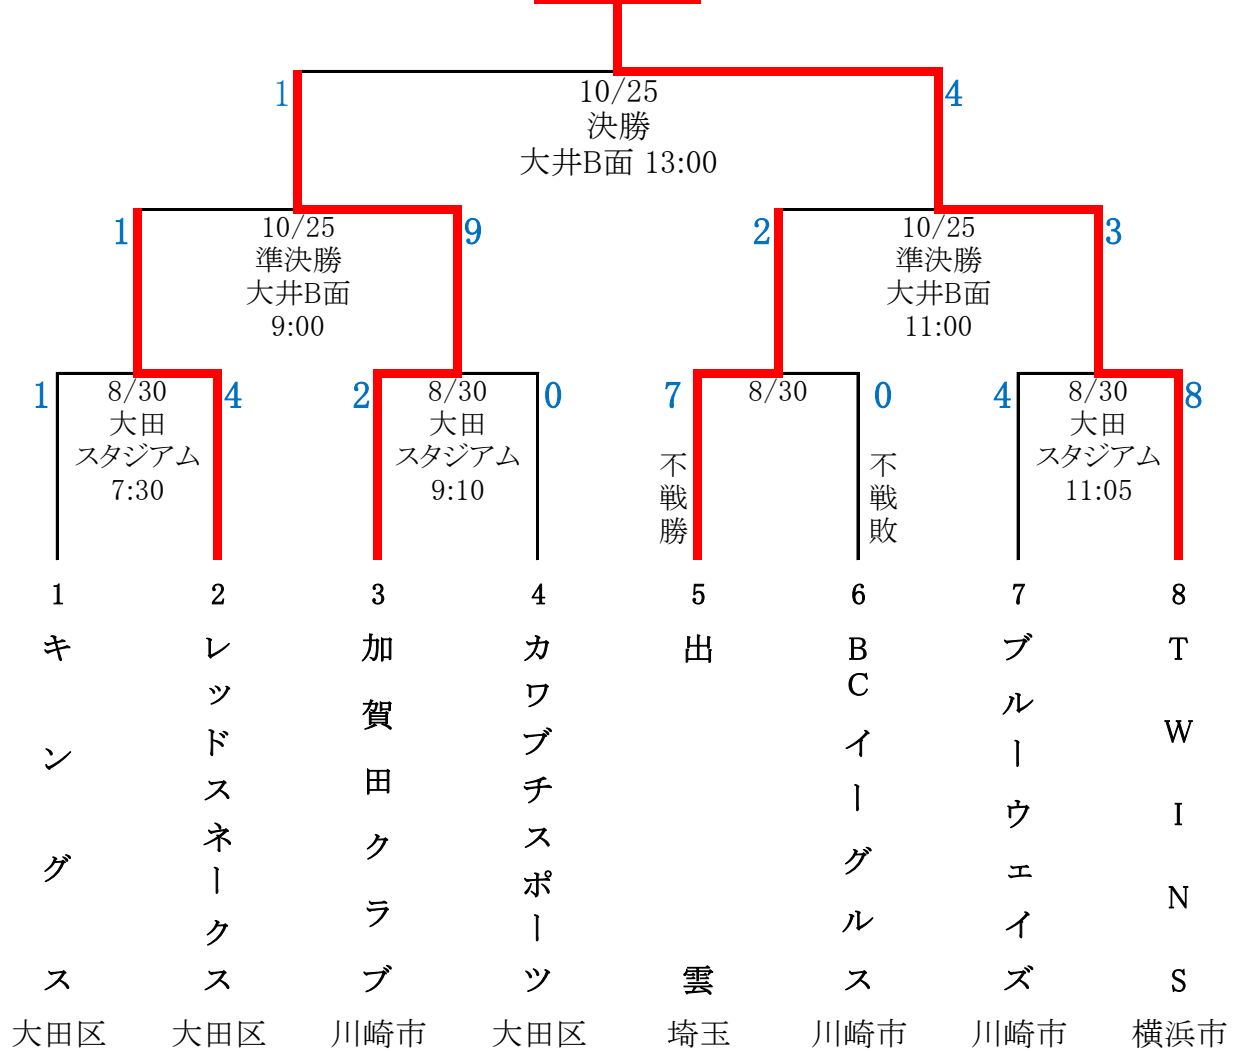 1
10/25
4
決勝
大井B面 13:00
1
10/25
9
準決勝
大井B面
9:00
2
10/25
3
準決勝
大井B面
11:00
1
8/30
4
大田
スタジアム
7:30
2
8/30
0
大田
スタジアム
9:10
7
8/30
0
不戦勝
不戦敗
4
8/30
8
大田
スタジアム
11:05
1
2
3
4
5
6
7
8
キングス
レッドスネークス
加賀田クラブ
カワブチスポーツ
出雲
BCイーグルス
ブルーウェイズ
TWINS
大田区
大田区
川崎市
大田区
埼玉
川崎市
川崎市
横浜市